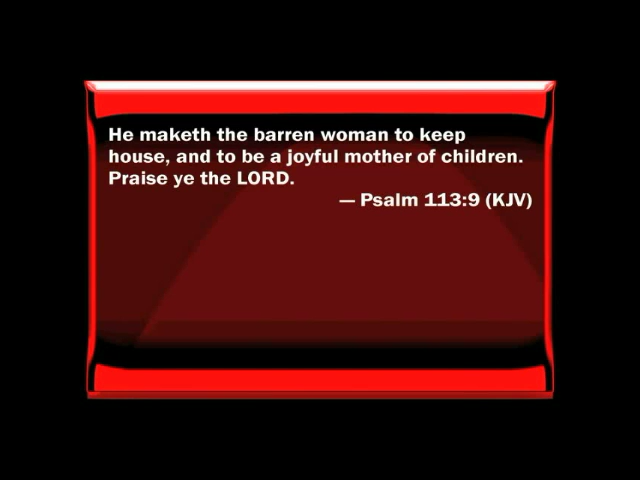 He maketh the barren woman to keep
house, and to be a joyful mother of children.
Praise ye the LORD.
— Psalm 113:9 (KJV)